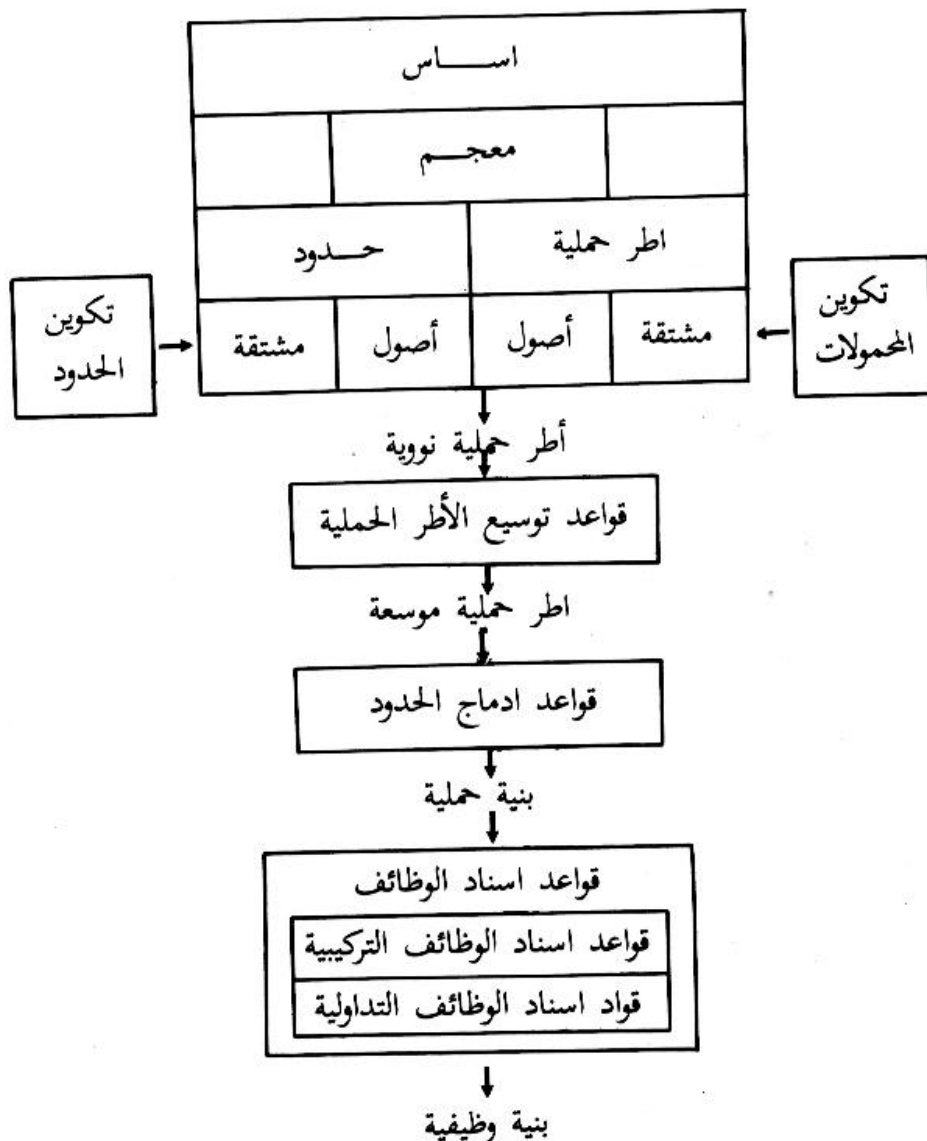 اســـاس
معجـــم
اطر حملية
حـــدود
تكوين
المحمولات
تكوين
الحدود
مشتقة
أصول
أصول
مشتقة
أطر حملية نووية
قواعد توسيع الأطر الحملية
اطر حملية موسعة
قواعد ادماج الحدود
بنية حملية
قواعد اسناد الوظائف
قواعد اسناد الوظائف التركيبية
قواد اسناد الوظائف التداولية
بنية وظيفية